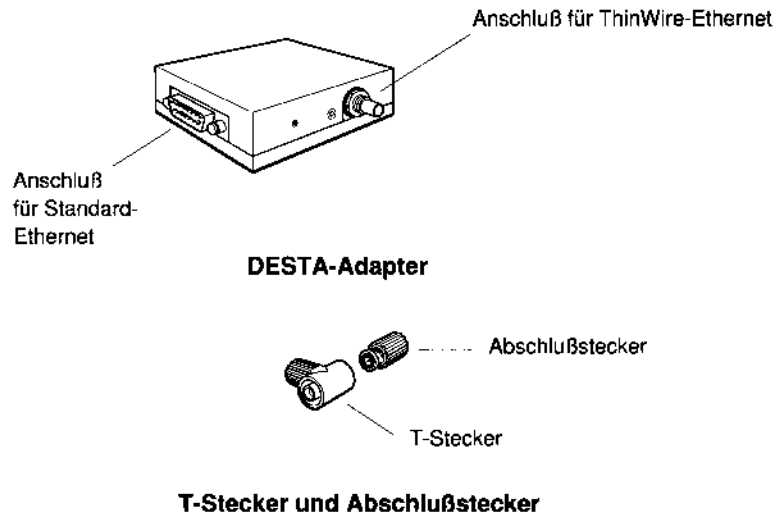 Anschluß für ThinWire-Ethernet
Anschluß
für Standard-
Ethernet
DESTA-Adapter
Abschlußstecker
T-Stecker
T-Stecker und Abschlußstecker